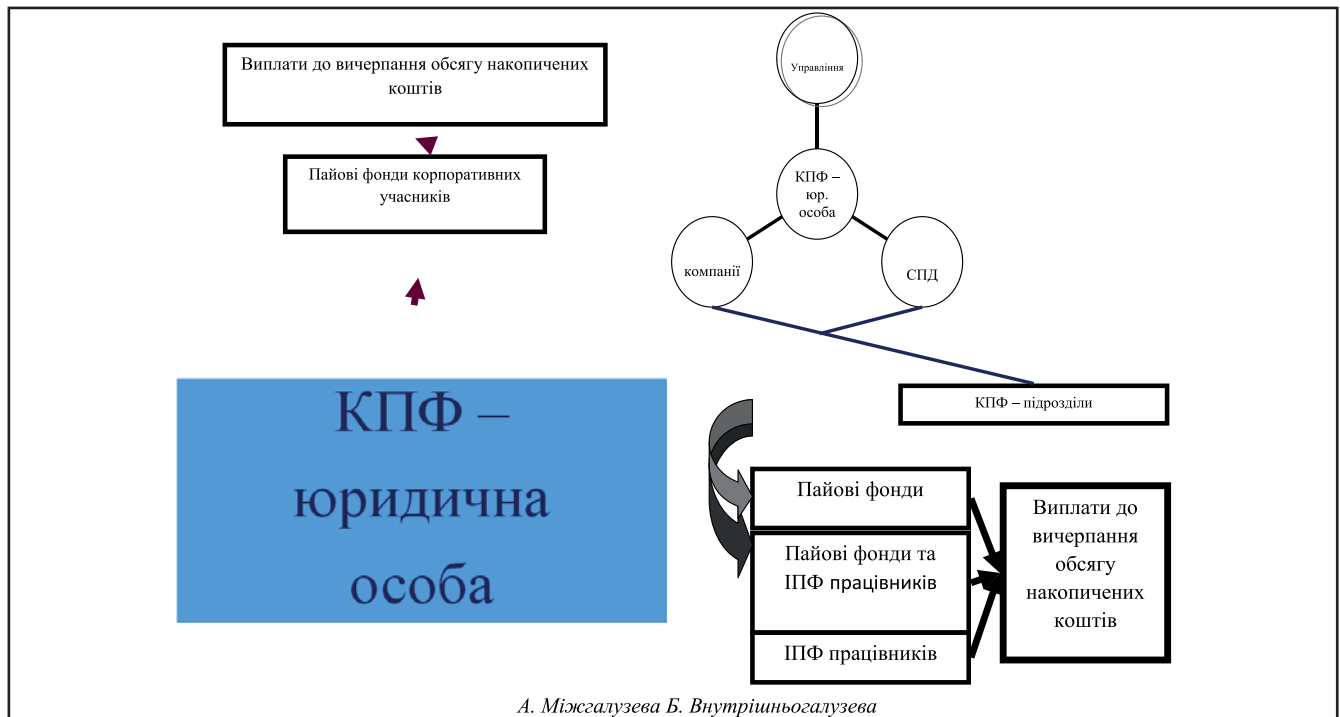 Виплати до вичерпання обсягу накопичених
коштів
Пайові фонди корпоративних
учасників
КПФ –
юридична
особа
Управління
КПФ –
юр.
особа
компанії
СПД
КПФ – підрозділи
Пайові фонди
Пайові фонди та
ІПФ працівників
ІПФ працівників
Виплати до
вичерпання
обсягу
накопичених
коштів
А. Міжгалузева Б. Внутрішньогалузева